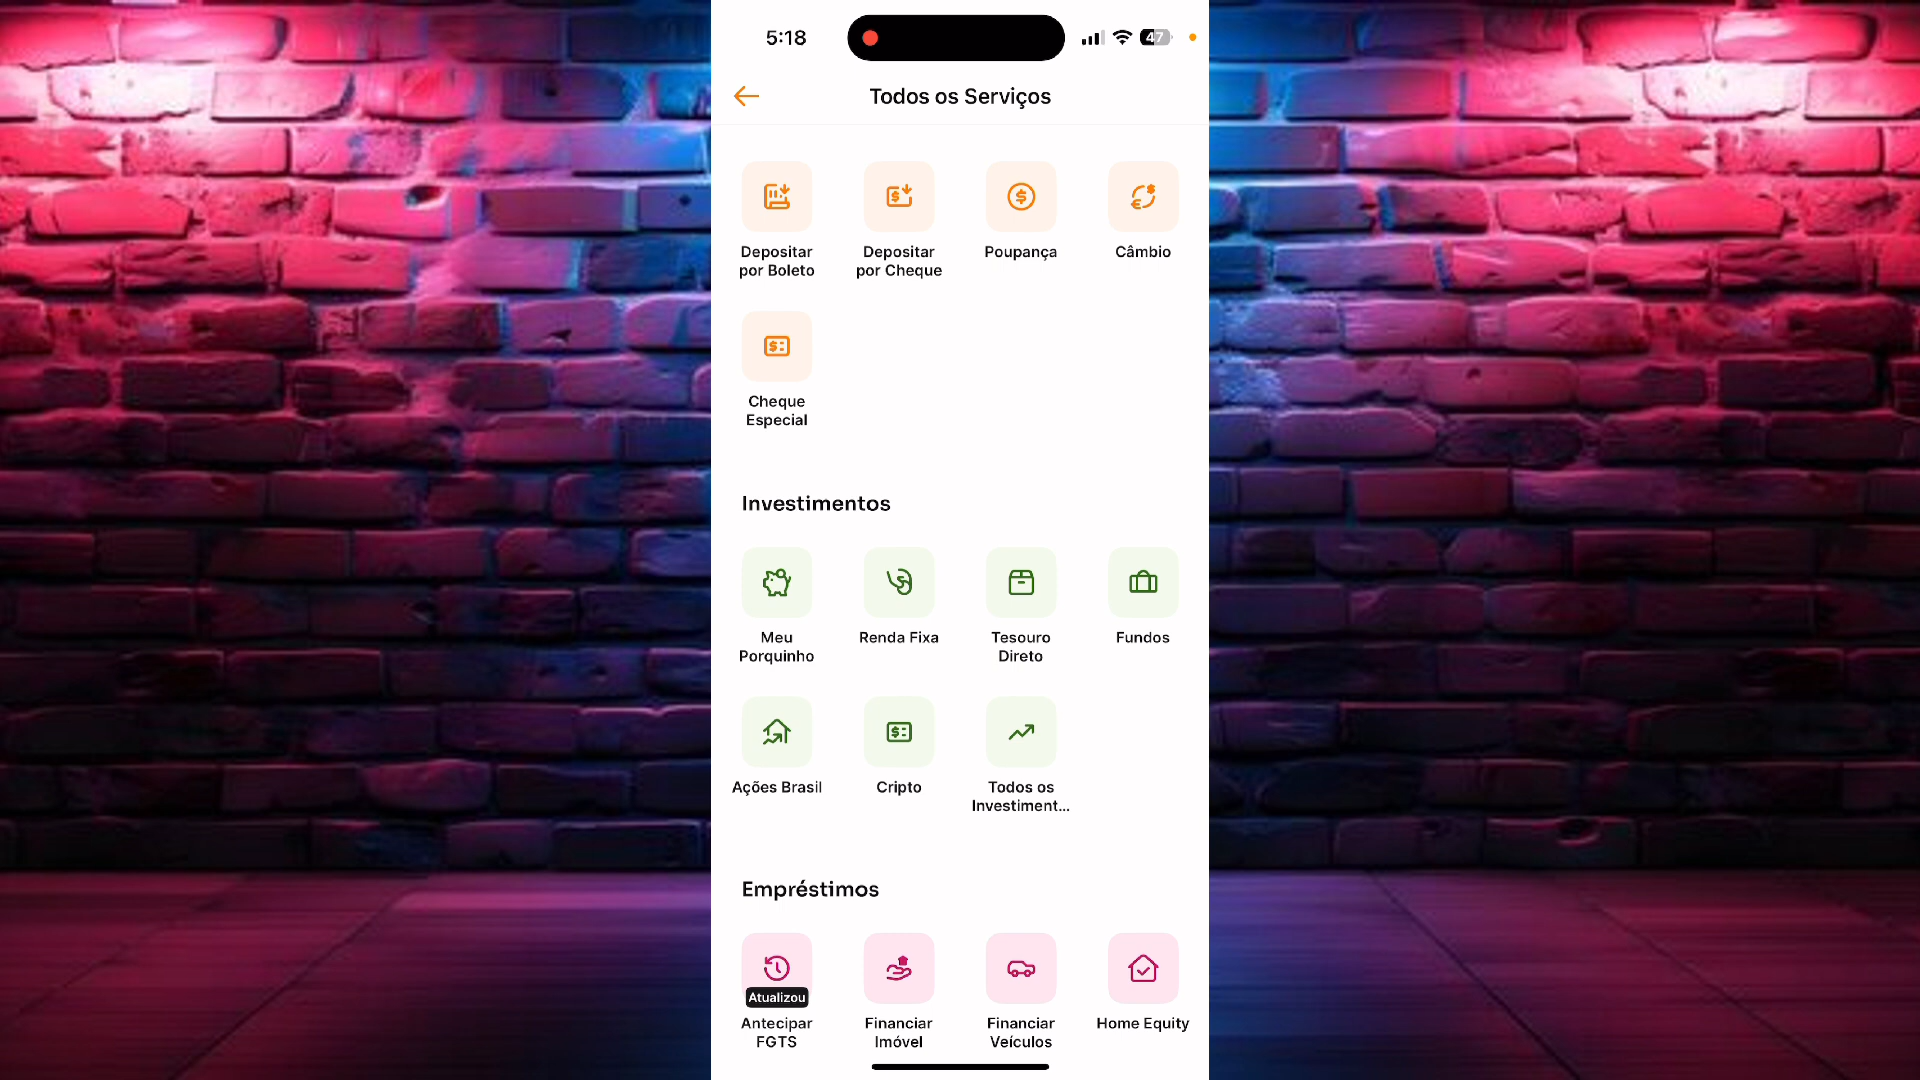 5:18
47
Todos os Serviços
Depositar
por Boleto
Depositar
por Cheque
Poupança
Câmbio
Cheque
Especial
Investimentos
Meu
Porquinho
Renda Fixa
Tesouro
Direto
Fundos
Ações Brasil
Cripto
Todos os
Investiment...
Empréstimos
Atualizou
Antecipar
FGTS
Financiar
Imóvel
Financiar
Veículos
Home Equity